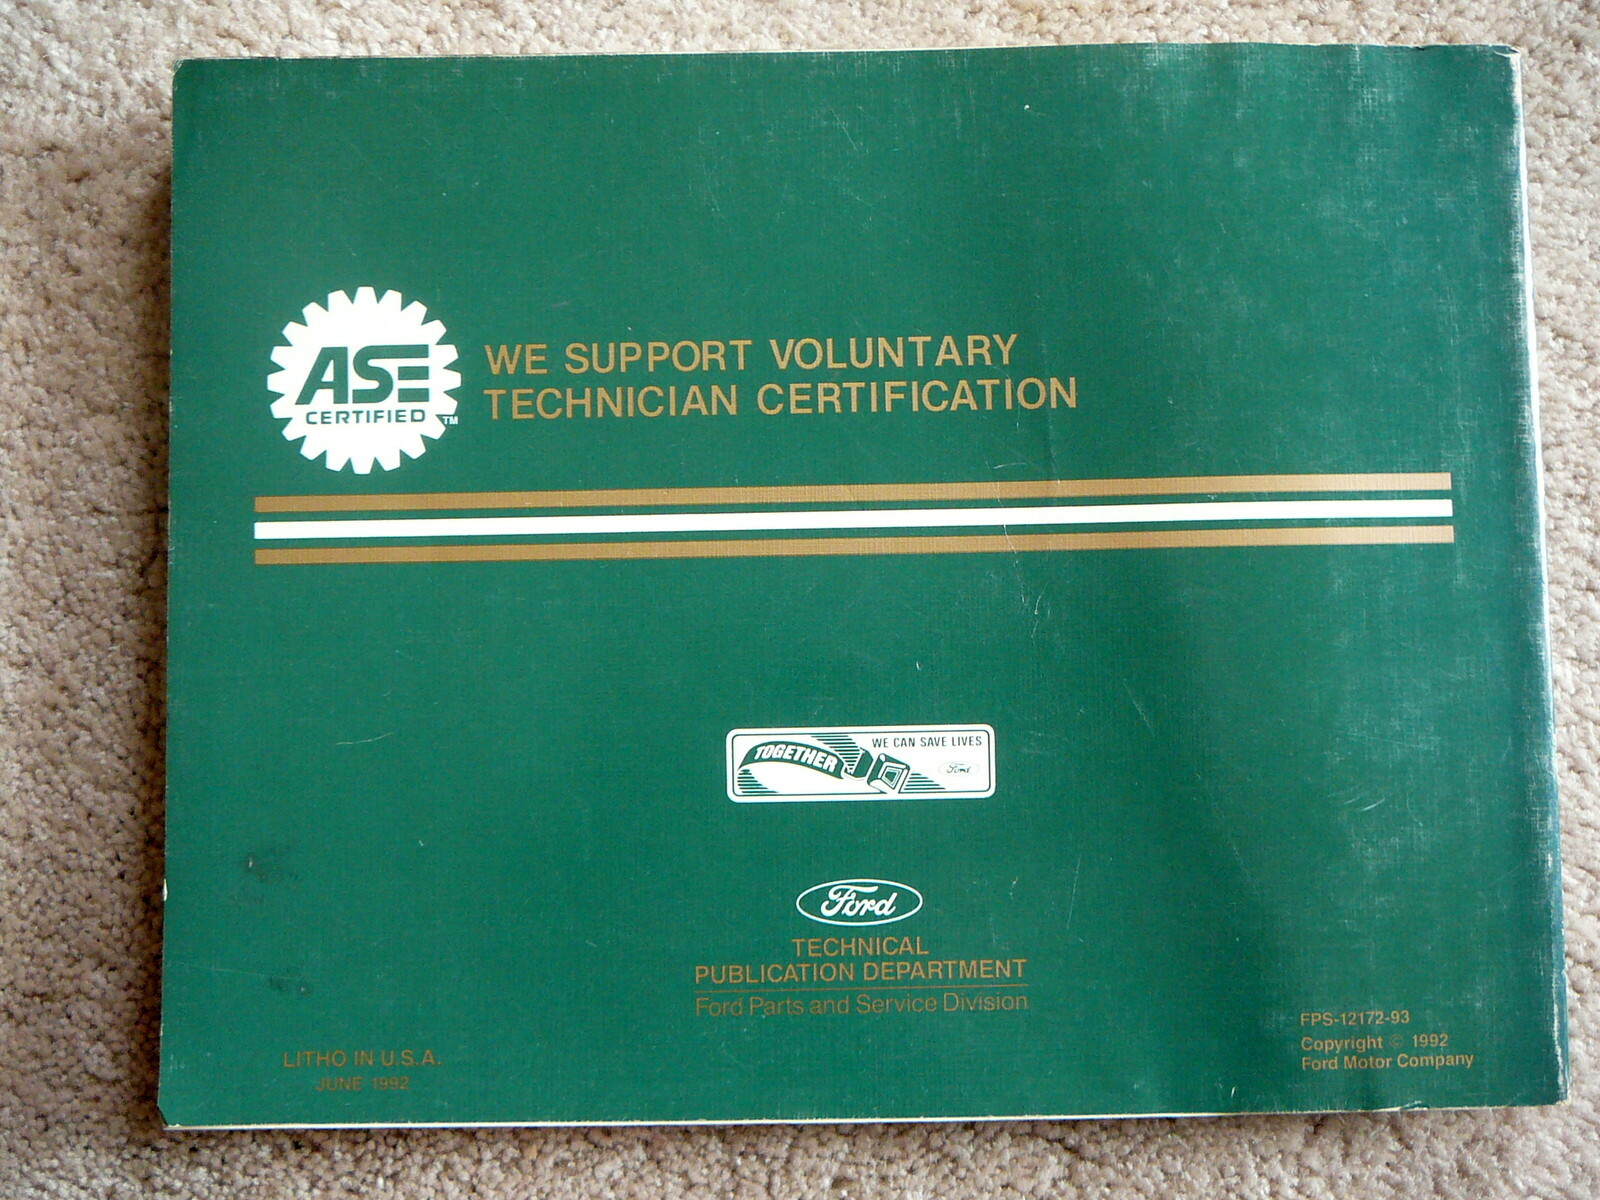 ASE
CERTIFIED TM
WE SUPPORT VOLUNTARY
TECHNICIAN CERTIFICATION
TOGETHER
WE CAN SAVE LIVES
Ford
Ford
TECHNICAL
PUBLICATION DEPARTMENT
Ford Parts and Service Division
LITHO IN U.S.A.
JUNE 1992
FPS-12172-93
Copyright © 1992
Ford Motor Company